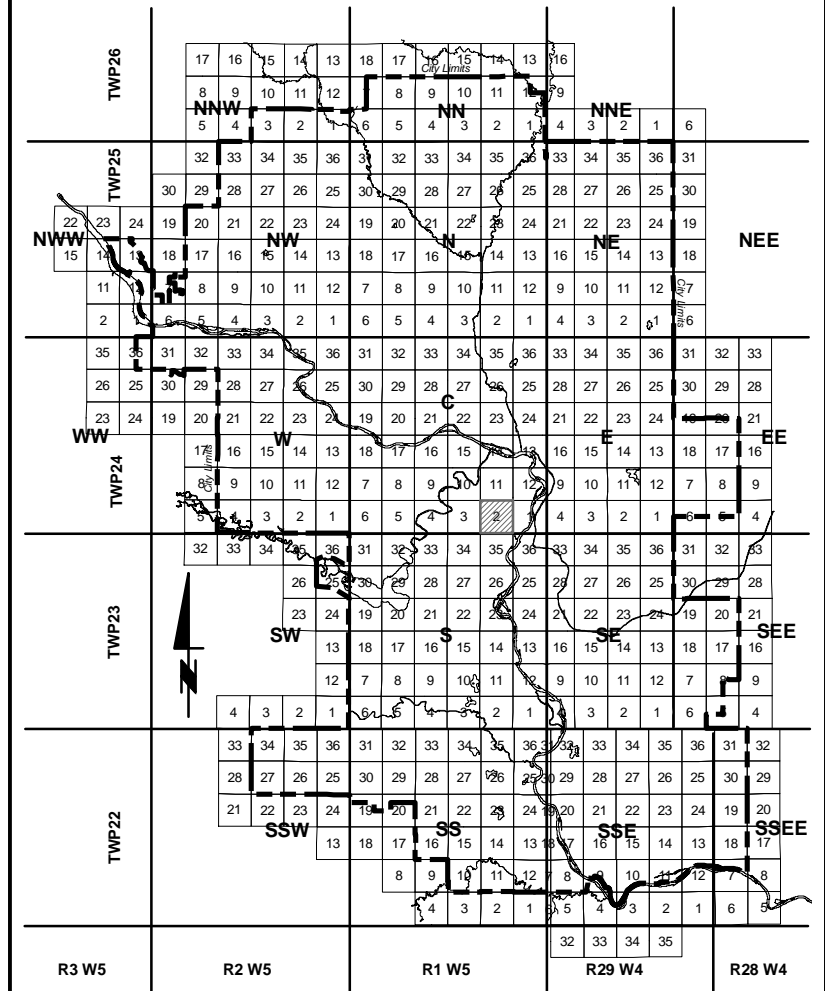 TWP26
17 16 15 14 13 18 17 16 15 14 13 16
City Limits
8 9 10 11 12 8 9 10 11 12 9
NNW NN NNE
5 4 3 2 1 6 5 4 3 2 1 4 3 2 1 6
TWP25
32 33 34 35 36 31 32 33 34 35 36 33 34 35 36 31
30 29 28 27 26 25 30 29 28 27 26 25 28 27 26 25 30
22 23 24 19 20 21 22 23 24 19 20 21 22 23 24 21 22 23 24 19
NWW NW N NE NEE
15 14 13 18 17 16 15 14 13 18 17 16 15 14 13 16 15 14 13 18
11 12 8 9 10 11 12 7 8 9 10 11 12 9 10 11 12 7
City Limits
2 1 6 5 4 3 2 1 6 5 4 3 2 1 4 3 2 1 6
TWP24
35 36 31 32 33 34 35 36 31 32 33 34 35 36 33 34 35 36 31 32 33
26 25 30 29 28 27 26 25 30 29 28 27 26 25 28 27 26 25 30 29 28
C
23 24 19 20 21 22 23 24 19 20 21 22 23 24 21 22 23 24 19 20 21
WW W E EE
17 16 15 14 13 18 17 16 15 14 13 16 15 14 13 18 17 16
8 9 10 11 12 7 8 9 10 11 12 9 10 11 12 7 8 9
City Limits
5 4 3 2 1 6 5 4 3 2 1 4 3 2 1 6 5 4
TWP23
32 33 34 35 36 31 32 33 34 35 36 33 34 35 36 31 32 33
26 25 30 29 28 27 26 25 28 27 26 25 30 29 28
23 24 19 20 21 22 23 24 21 22 23 24 19 20 21
SW S SE SEE
13 18 17 16 15 14 13 16 15 14 13 18 17 16
12 7 8 9 10 11 12 9 10 11 12 7 8 9
N
4 3 2 1 6 5 4 3 2 1 3 2 1 6 4
TWP22
33 34 35 36 31 32 33 34 35 36 31 32 33 34 35 36 31 32
28 27 26 25 30 29 28 27 26 25 30 29 28 27 26 25 30 29
21 22 23 24 19 20 21 22 23 24 19 20 21 22 23 24 19 20
SSW SS SSE SSEE
13 18 17 16 15 14 13 18 17 16 15 14 13 18 17
8 9 10 11 12 7 8 9 10 11 12 7 8
4 3 2 1 6 5 4 3 2 1 6 5
32 33 34 35
R3 W5 R2 W5 R1 W5 R29 W4 R28 W4